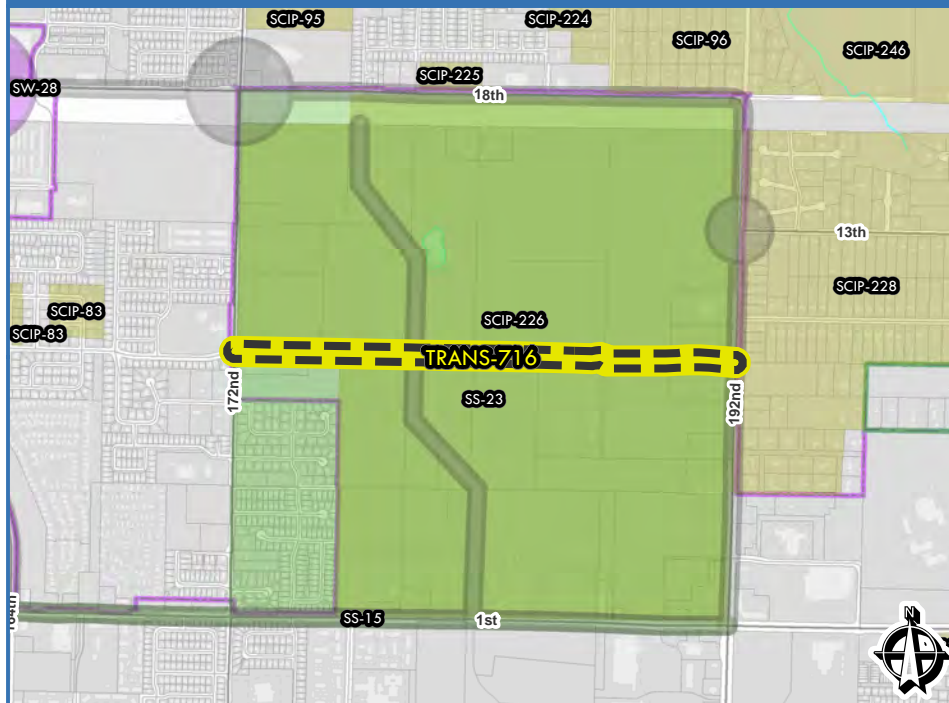 SCIP-95
SCIP-224
SCIP-96
SCIP-246
SW-28
SCIP-225
18th
13th
SCIP-228
SCIP-83
SCIP-83
SCIP-226
TRANS-716
172nd
192nd
SS-23
164th
SS-15
1st
N